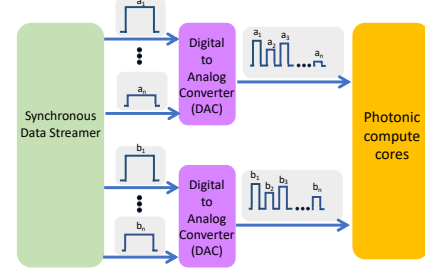 a1
Synchronous
Data Streamer
an
Digital
to
Analog
Converter
(DAC)
a1 a2 a3 an
Photonic
compute
cores
b1
bn
Digital
to
Analog
Converter
(DAC)
b1 b2 b3 bn